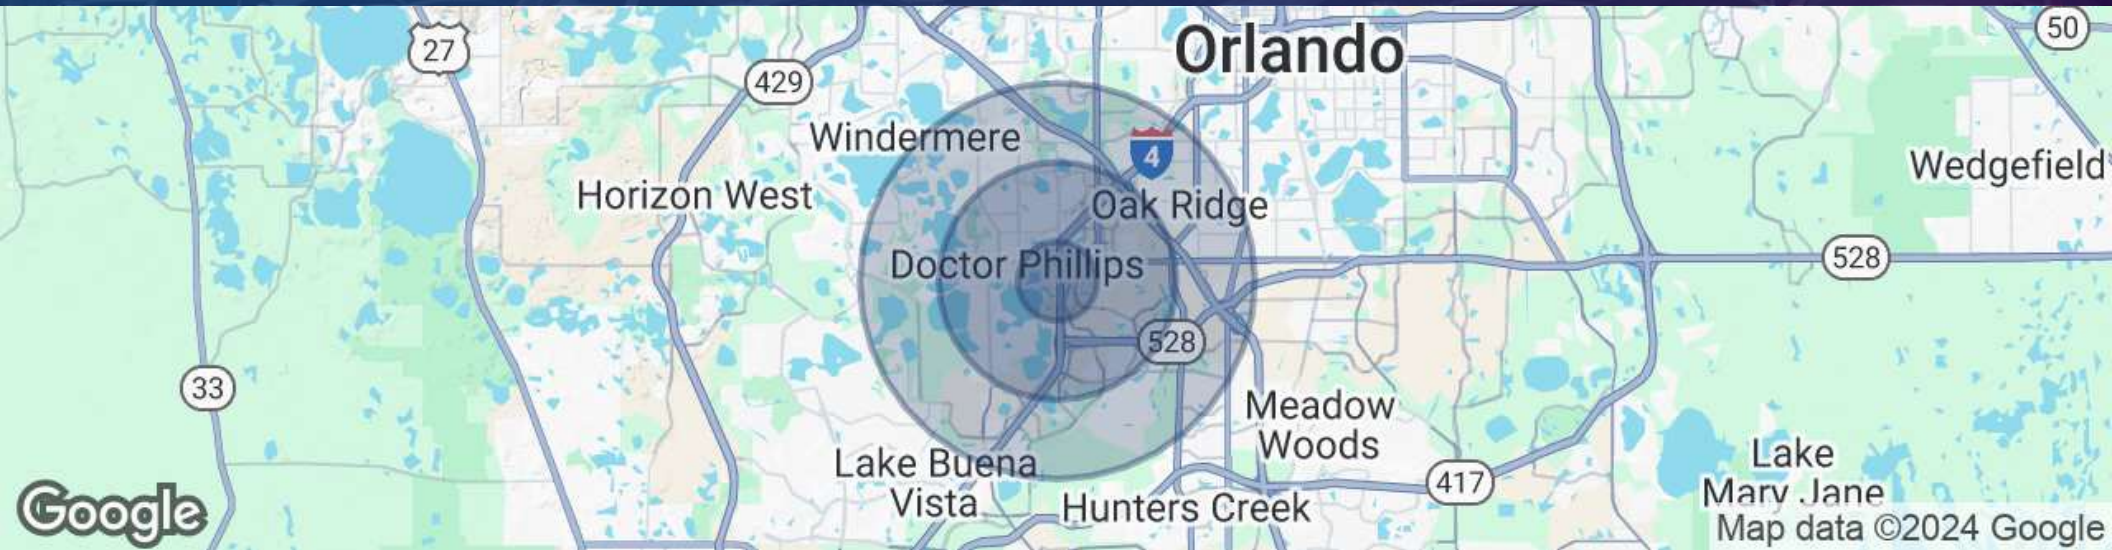 Orlando
50
27
429
Windermere
4
Wedgefield
Horizon West
Oak Ridge
Doctor Phillips
528
528
33
Meadow
Woods
Lake Buena
Vista
417
Lake
Mary Jane
Hunters Creek
Google
Map data ©2024 Google